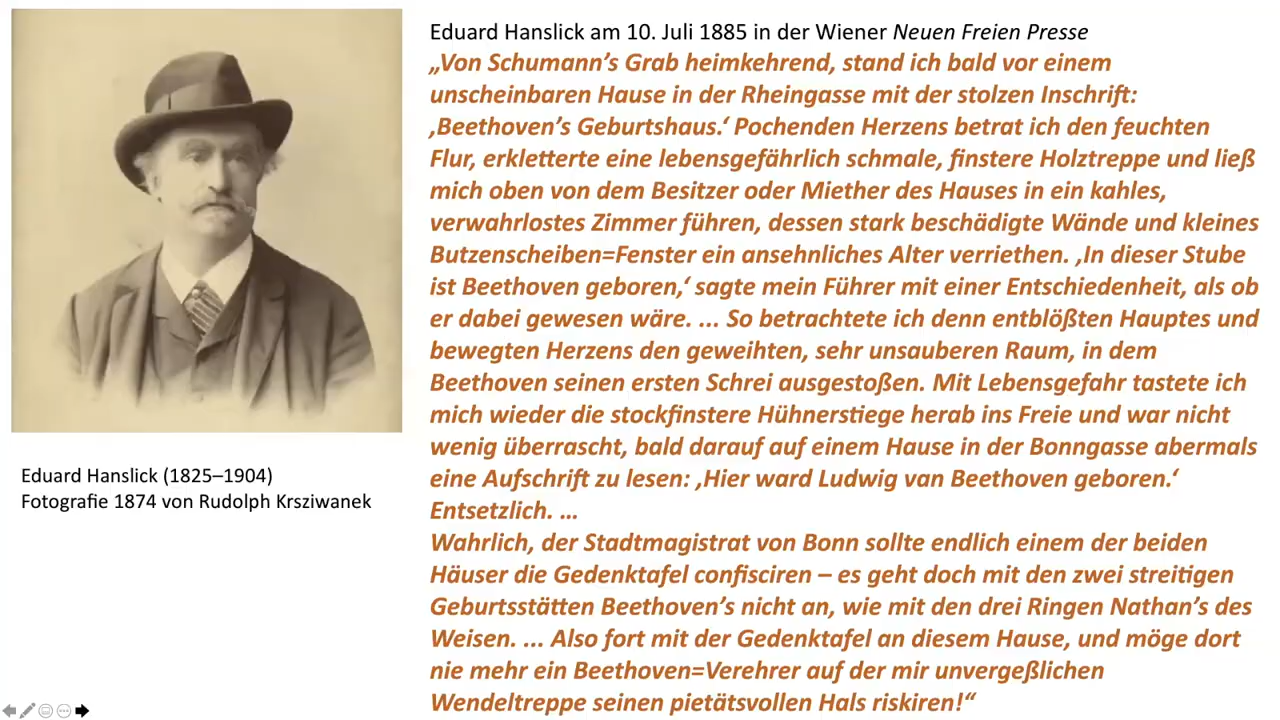 Eduard Hanslick am 10. Juli 1885 in der Wiener Neuen Freien Presse
„Von Schumann’s Grab heimkehrend, stand ich bald vor einem
unscheinbaren Hause in der Rheingasse mit der stolzen Inschrift:
‚Beethoven’s Geburtshaus.‘ Pochenden Herzens betrat ich den feuchten
Flur, erkletterte eine lebensgefährlich schmale, finstere Holztreppe und ließ
mich oben von dem Besitzer oder Miether des Hauses in ein kahles,
verwahrlostes Zimmer führen, dessen stark beschädigte Wände und kleines
Butzenscheiben=Fenster ein ansehnliches Alter verriethen. ‚In dieser Stube
ist Beethoven geboren,‘ sagte mein Führer mit einer Entschiedenheit, als ob
er dabei gewesen wäre. ... So betrachtete ich denn entblößten Hauptes und
bewegten Herzens den geweihten, sehr unsauberen Raum, in dem
Beethoven seinen ersten Schrei ausgestoßen. Mit Lebensgefahr tastete ich
mich wieder die stockfinstere Hühnerstiege herab ins Freie und war nicht
wenig überrascht, bald darauf auf einem Hause in der Bonngasse abermals
eine Aufschrift zu lesen: ‚Hier ward Ludwig van Beethoven geboren.‘
Entsetzlich. ...
Wahrlich, der Stadtmagistrat von Bonn sollte endlich einem der beiden
Häuser die Gedenktafel confisciren – es geht doch mit den zwei streitigen
Geburtsstätten Beethoven’s nicht an, wie mit den drei Ringen Nathan’s des
Weisen. ... Also fort mit der Gedenktafel an diesem Hause, und möge dort
nie mehr ein Beethoven=Verehrer auf der mir unvergeßlichen
Wendeltreppe seinen pietätsvollen Hals riskiren!“
Eduard Hanslick (1825–1904)
Fotografie 1874 von Rudolph Krsziwanek